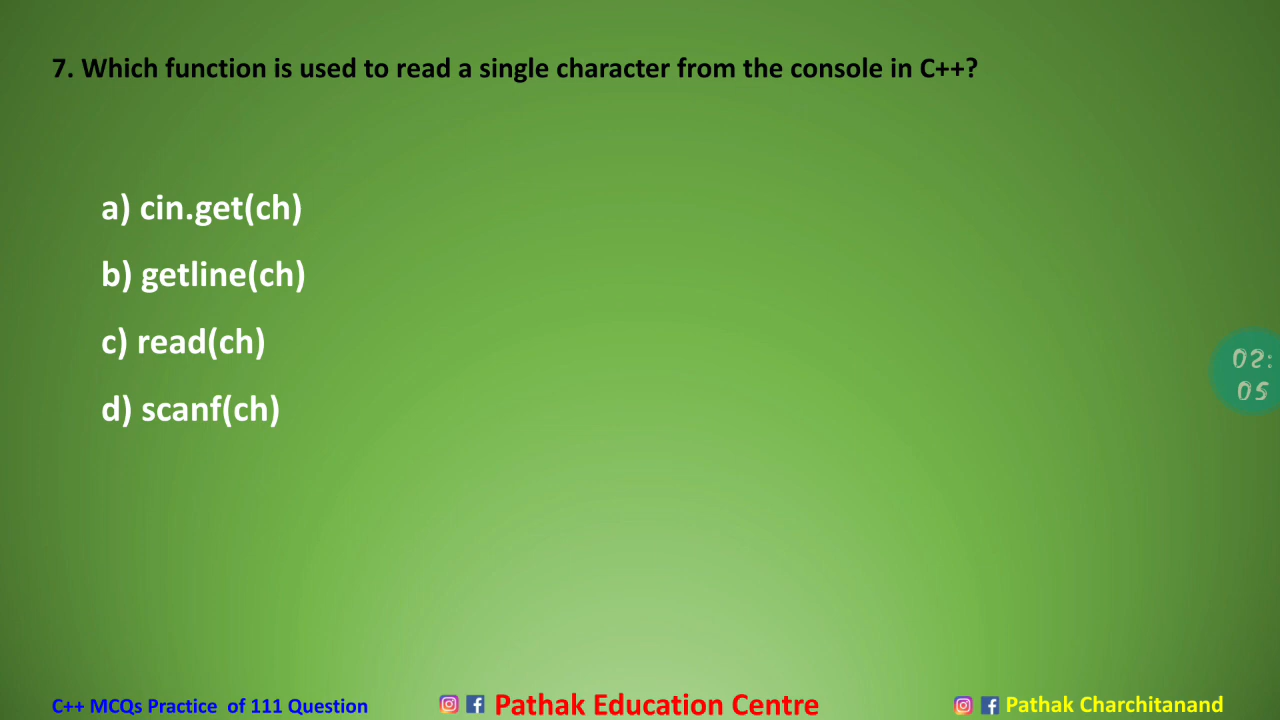 7. Which function is used to read a single character from the console in C++?
a) cin.get(ch)
b) getline(ch)
c) read(ch)
d) scanf(ch)
02:
05
C++ MCQs Practice of 111 Question
Pathak Education Centre
Pathak Charchitanand